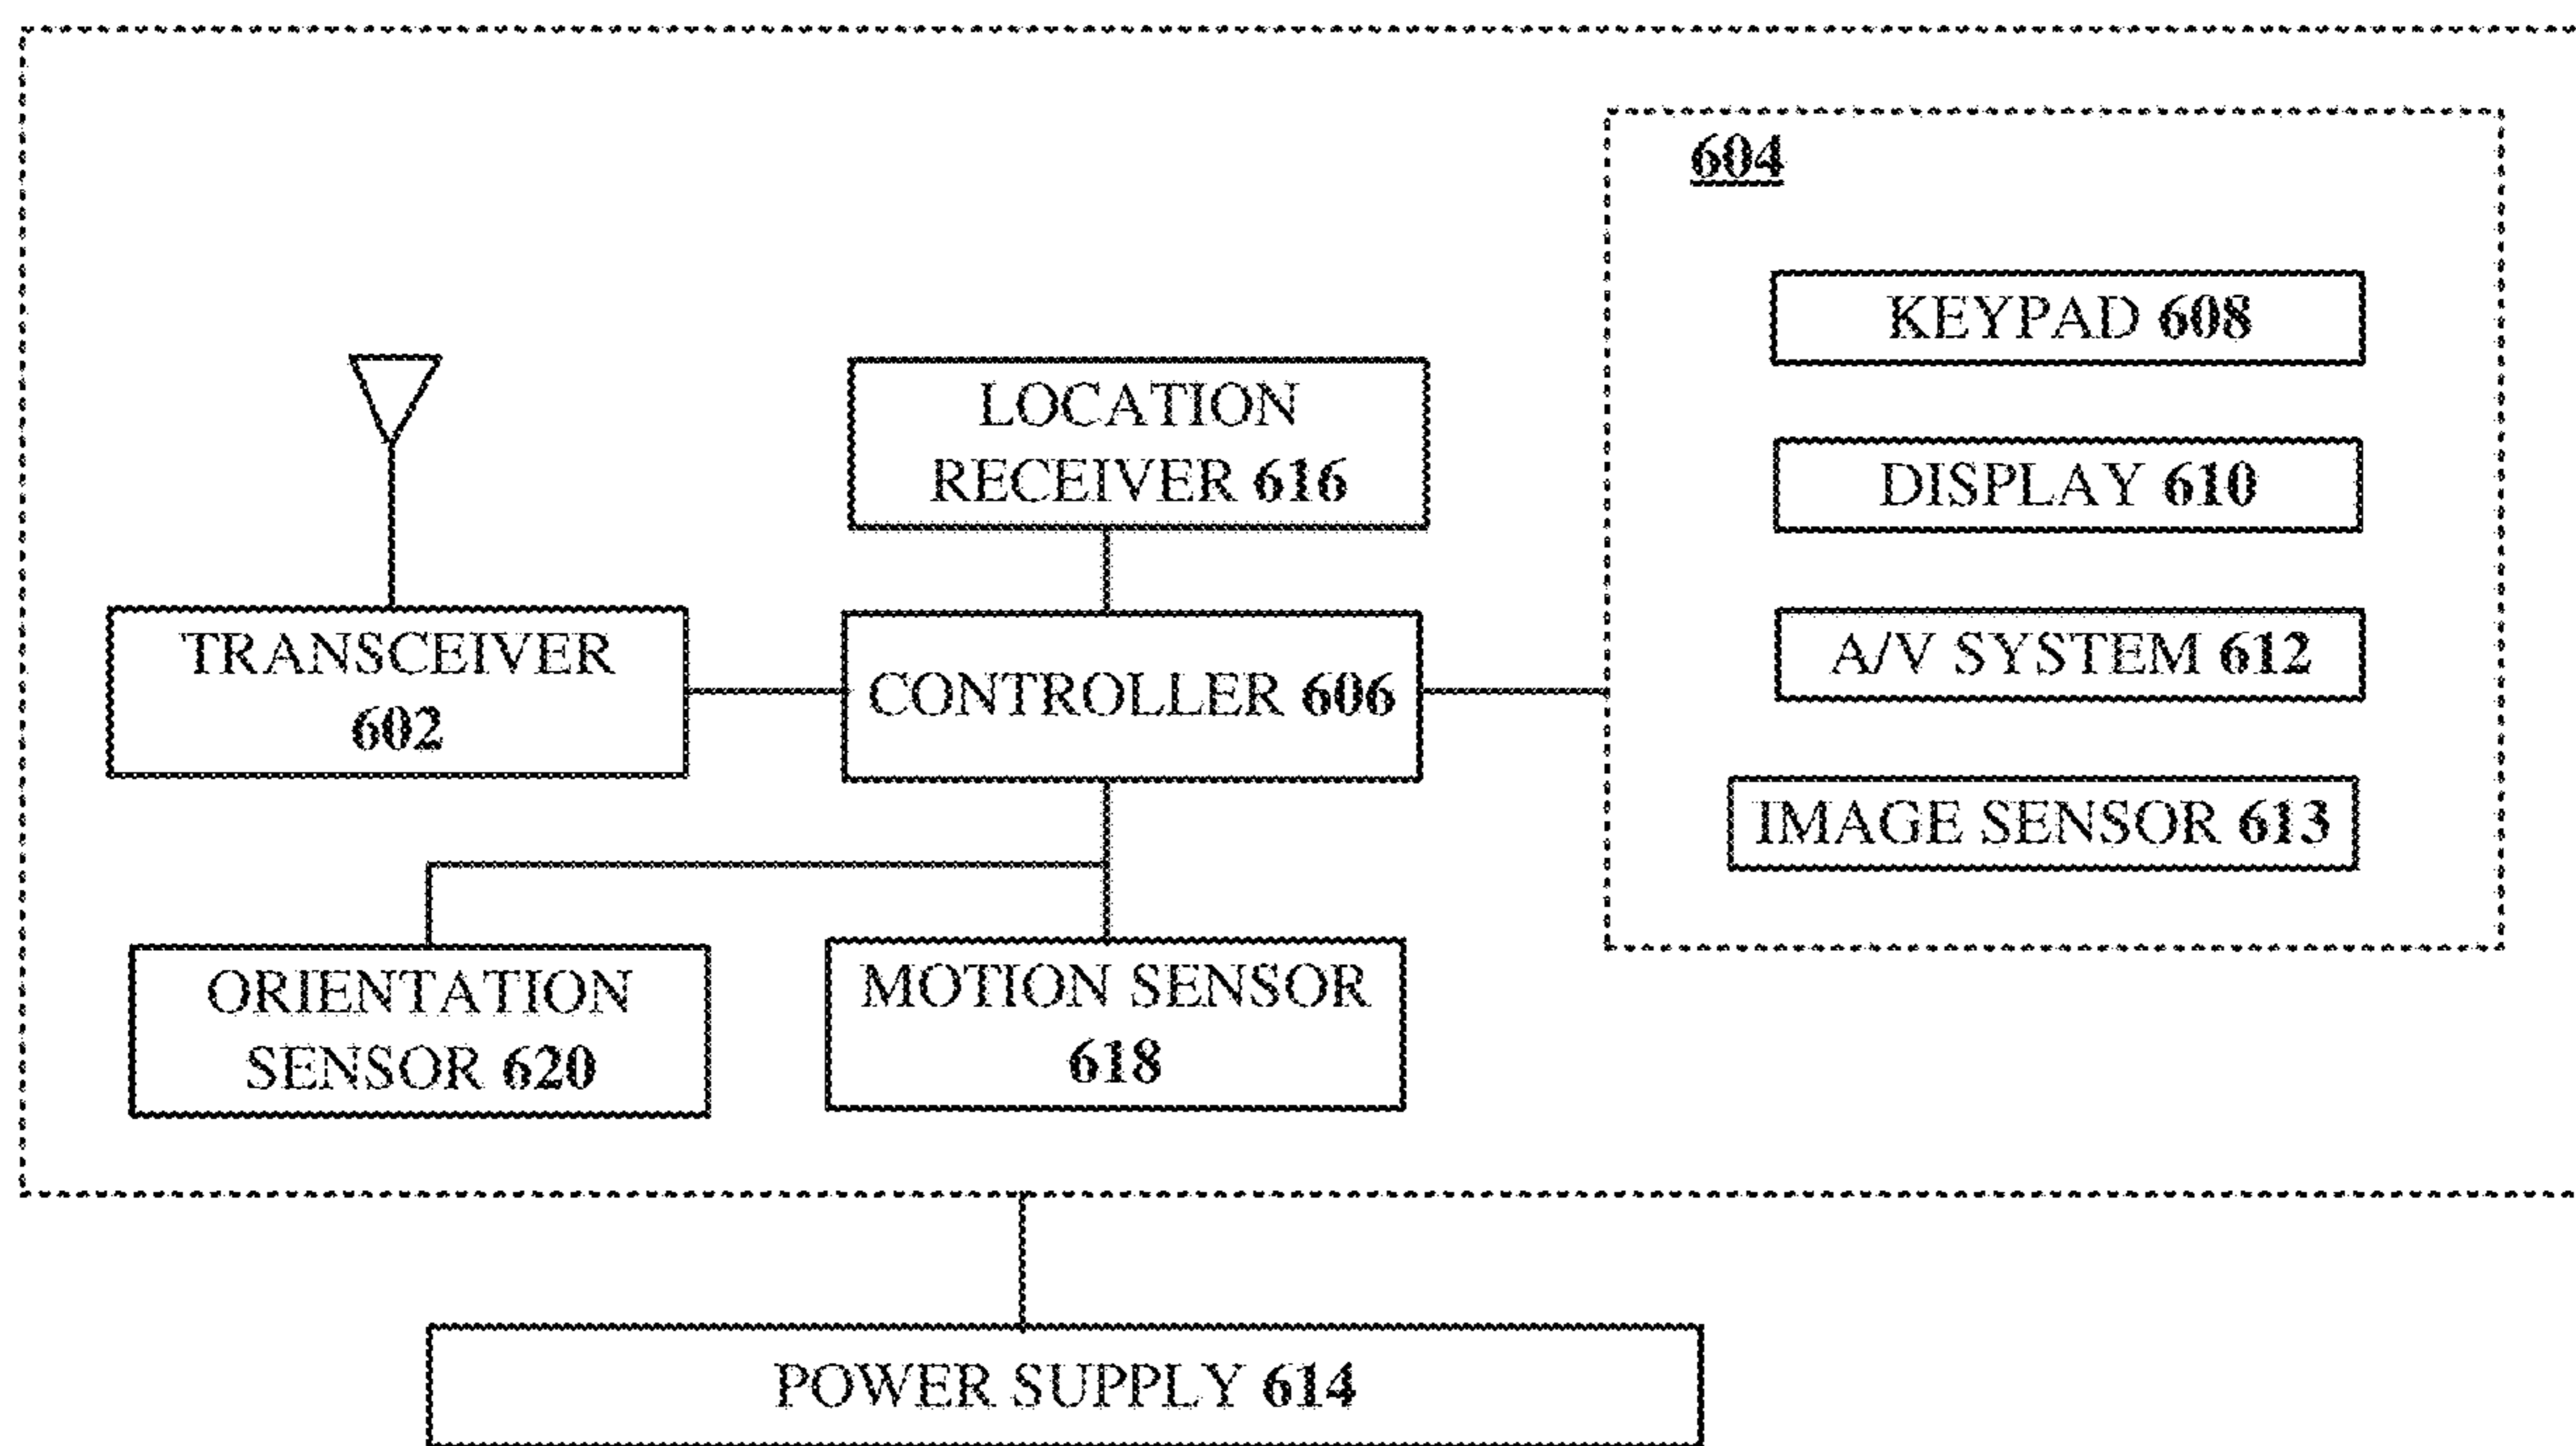 604
KEYPAD 608
LOCATION
RECEIVER 616
DISPLAY 610
TRANSCEIVER
602
CONTROLLER 606
A/V SYSTEM 612
IMAGE SENSOR 613
ORIENTATION
SENSOR 620
MOTION SENSOR
618
POWER SUPPLY 614